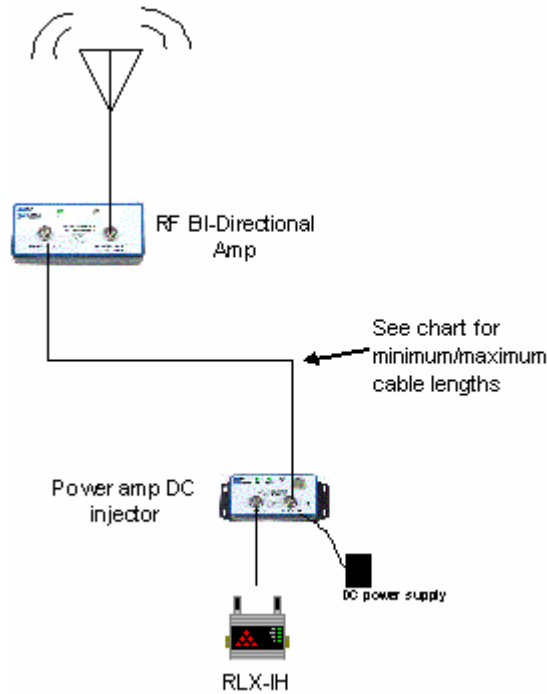 RF BI-Directional
Amp
See chart for
minimum/maximum
cable lengths
Power amp DC
injector
DC power supply
RLX-IH